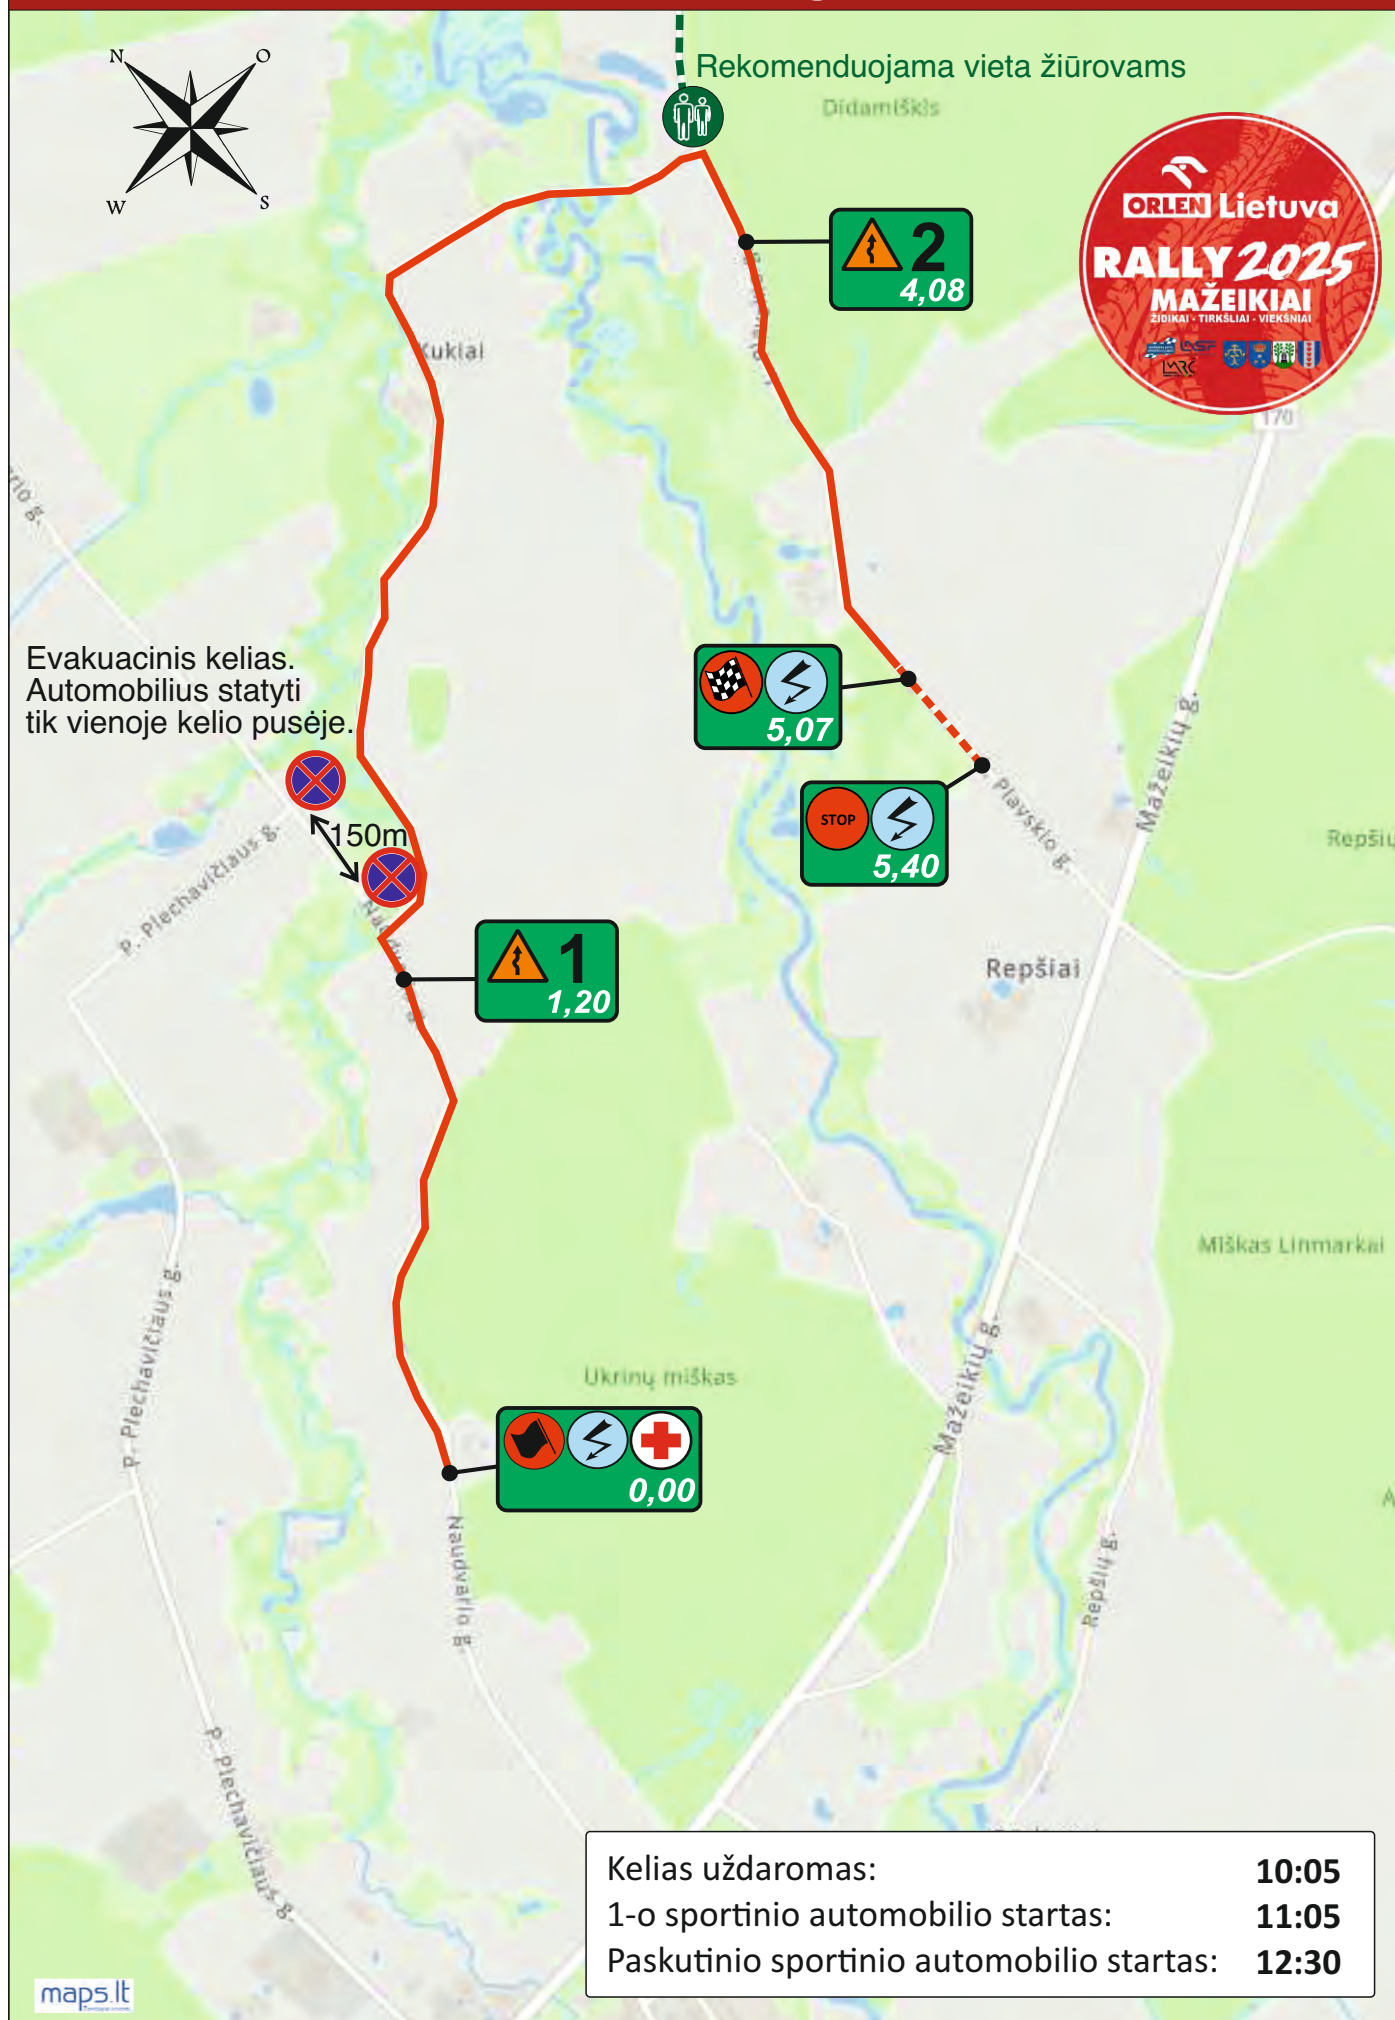 N
O
W
S
Rekomenduojama vieta žiūrovams
Didamiškis
ORLEN Lietuva
RALLY 2025
MAŽEIKIAI
ŽIDIKAI - TIRKŠLIAI - VIEKŠNIAI
LASF
LARČ
2
4,08
170
Kukiai
Evakuacinis kelias.
Automobilius statyti
tik vienoje kelio pusėje.
150m
5,07
STOP
5,40
Plavskio g.
Mažeikių g.
Repšių
P. Plechavičiaus g.
1
1,20
Repšiai
Miškas Linmarkai
P. Plechavičiaus g.
Mažeikių g.
Ukrinų miškas
0,00
Naudvario g.
Repšių g.
P. Plechavičiaus g.
Kelias uždaromas: 10:05
1-o sportinio automobilio startas: 11:05
Paskutinio sportinio automobilio startas: 12:30
maps.lt